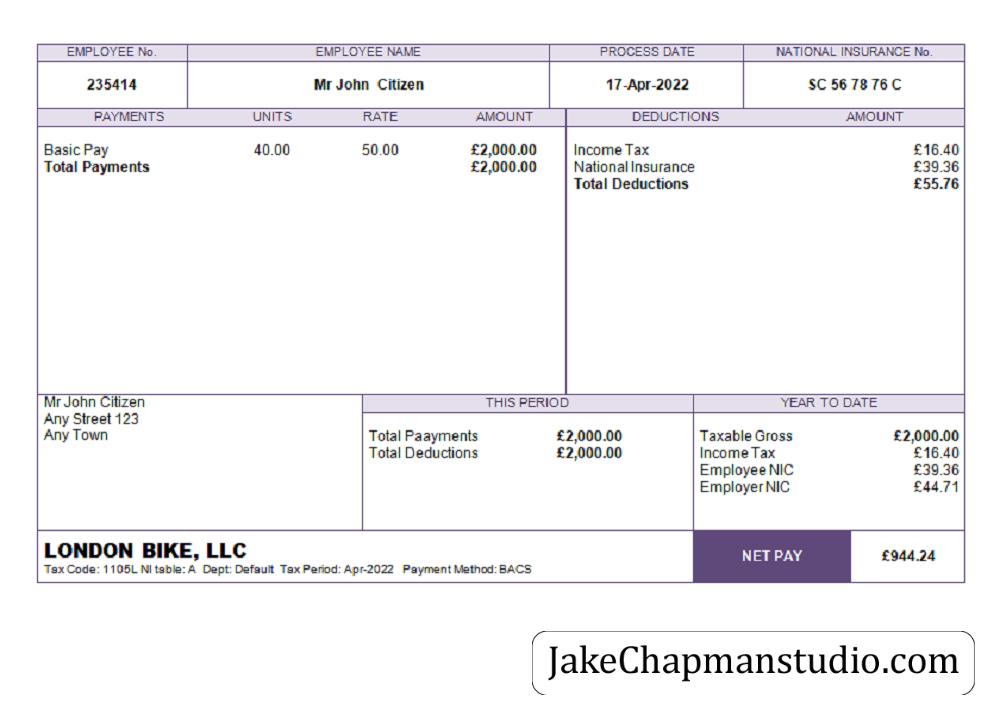 EMPLOYEE No. EMPLOYEE NAME PROCESS DATE NATIONAL INSURANCE No.
235414 Mr John Citizen 17-Apr-2022 SC 56 78 76 C
PAYMENTS UNITS RATE AMOUNT DEDUCTIONS AMOUNT
Basic Pay 40.00 50.00 £2,000.00 Income Tax £16.40
Total Payments £2,000.00 National Insurance £39.36
Total Deductions £55.76
Mr John Citizen THIS PERIOD YEAR TO DATE
Any Street 123
Any Town Total Paayments £2,000.00 Taxable Gross £2,000.00
Total Deductions £2,000.00 Income Tax £16.40
Employee NIC £39.36
Employer NIC £44.71
LONDON BIKE, LLC NET PAY £944.24
Tax Code: 1105L NI table: A Dept: Default Tax Period: Apr-2022 Payment Method: BACS
JakeChapmanstudio.com